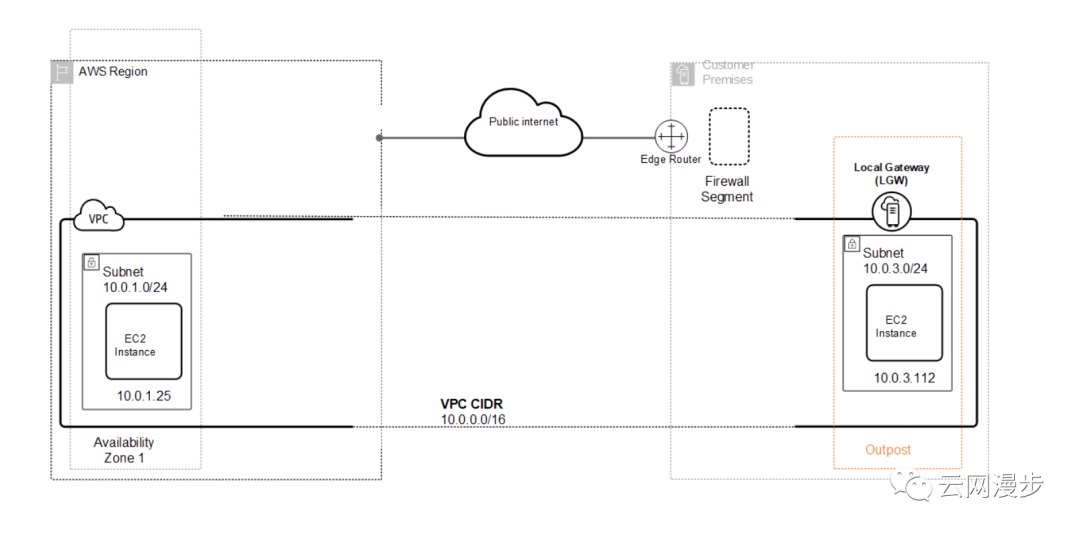 AWS Region
Customer
Premises
Public internet
Edge Router
Firewall
Segment
Local Gateway
(LGW)
VPC
Subnet
10.0.1.0/24
EC2
Instance
10.0.1.25
Subnet
10.0.3.0/24
EC2
Instance
10.0.3.112
VPC CIDR
10.0.0.0/16
Availability
Zone 1
Outpost
云网漫步